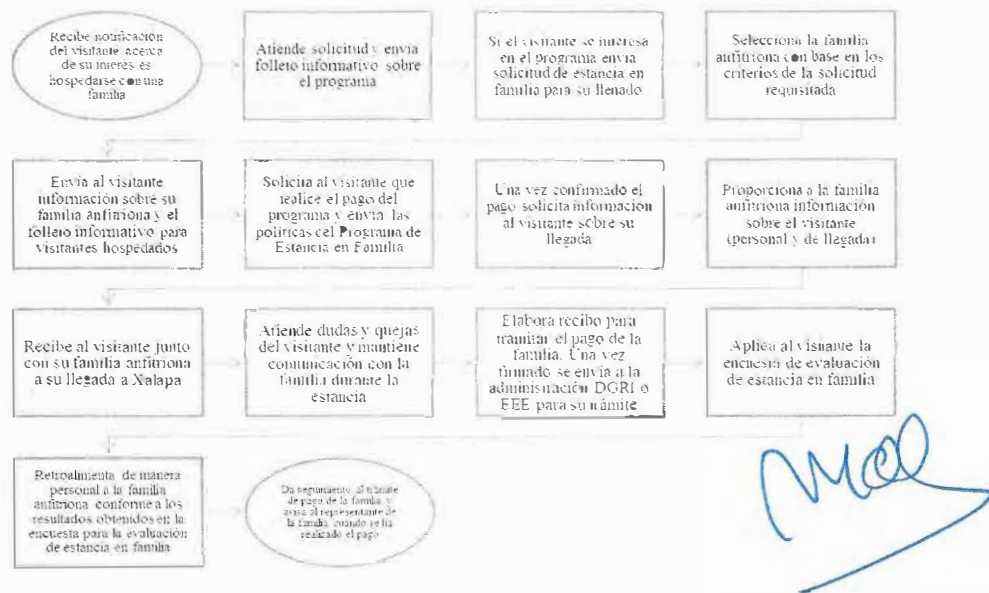 Recibe notificación
del visitante acerca
de su interés es
hospedarse con una
familia
Atiende solicitud y envía
folleto informativo sobre
el programa
Si el visitante se interesa
en el programa envía
solicitud de estancia en
familia para su llenado
Selecciona la familia
anfitriona con base en los
criterios de la solicitud
requisitada
Envía al visitante
información sobre su
familia anfitriona y el
folleto informativo para
visitantes hospedados
Solicita al visitante que
realice el pago del
programa y envía las
políticas del Programa de
Estancia en Familia
Una vez confirmado el
pago solicita información
al visitante sobre su
llegada
Proporciona a la familia
anfitriona información
sobre el visitante
(personal y de llegada)
Recibe al visitante junto
con su familia anfitriona
a su llegada a Xalapa
Atiende dudas y quejas
del visitante y mantiene
comunicación con la
familia durante la
estancia
Elabora recibo para
tramitar el pago de la
familia. Una vez
firmado se envía a la
administración DGRI o
EEE para su trámite
Aplica al visitante la
encuesta de evaluación
de estancia en familia
Retroalimenta de manera
personal a la familia
anfitriona conforme a los
resultados obtenidos en la
encuesta para la evaluación
de estancia en familia
Da seguimiento al trámite
de pago de la familia y
avisa al representante de
la familia cuando se ha
realizado el pago